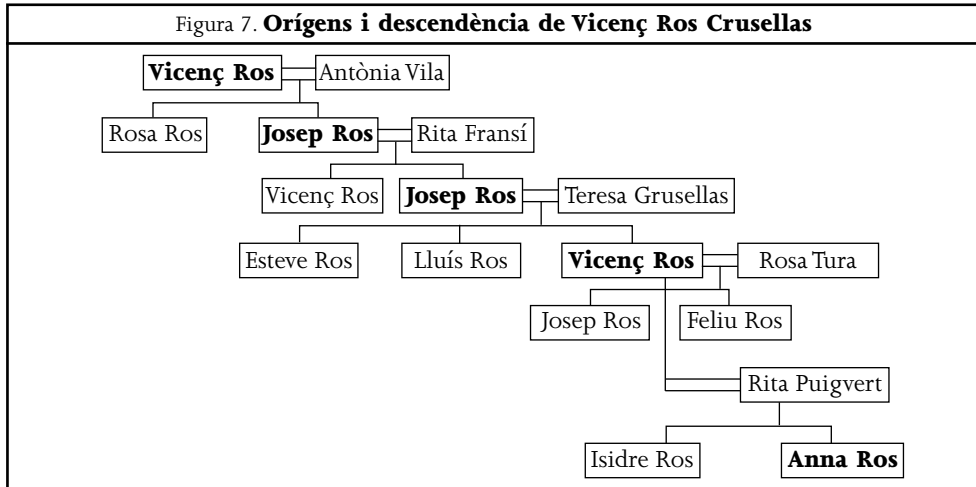 Figura 7. Orígens i descendència de Vicenç Ros Crusellas
Vicenç Ros Antònia Vila
Rosa Ros Josep Ros Rita Fransí
Vicenç Ros Josep Ros Teresa Grusellas
Esteve Ros Lluís Ros Vicenç Ros Rosa Tura
Josep Ros Feliu Ros
Rita Puigvert
Isidre Ros Anna Ros